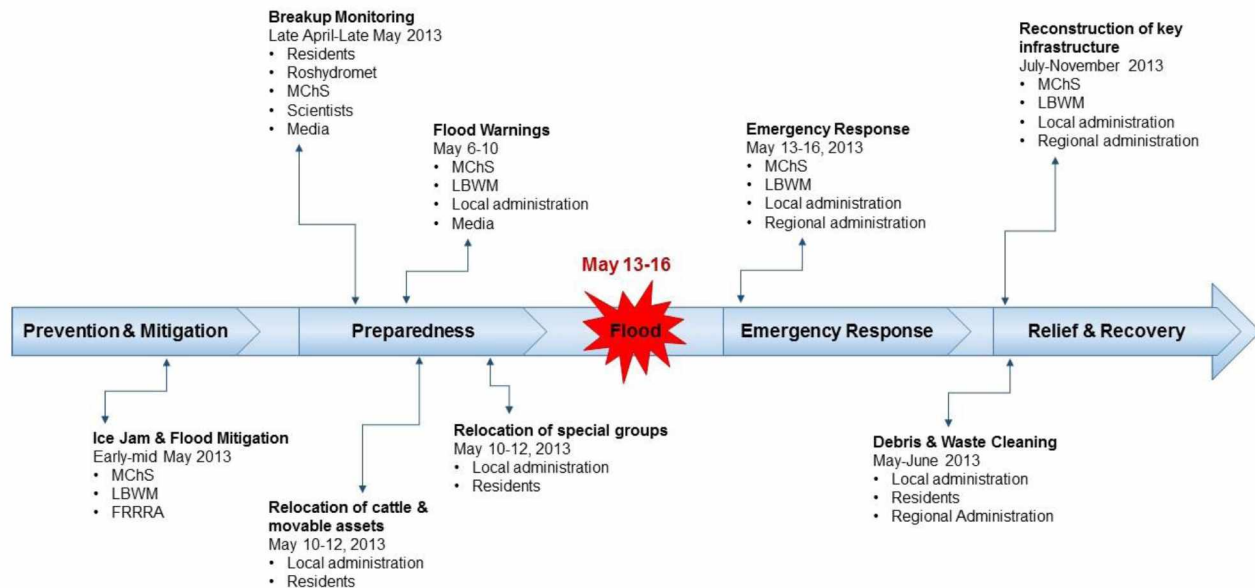 Breakup Monitoring
Late April-Late May 2013
• Residents
• Roshydromet
• MChS
• Scientists
• Media
Flood Warnings
May 6-10
• MChS
• LBWM
• Local administration
• Media
Emergency Response
May 13-16, 2013
• MChS
• LBWM
• Local administration
• Regional administration
Reconstruction of key
infrastructure
July-November 2013
• MChS
• LBWM
• Local administration
• Regional administration
May 13-16
Prevention & Mitigation
Preparedness
Flood
Emergency Response
Relief & Recovery
Ice Jam & Flood Mitigation
Early-mid May 2013
• MChS
• LBWM
• FRRRA
Relocation of cattle &
movable assets
May 10-12, 2013
• Local administration
• Residents
Relocation of special groups
May 10-12, 2013
• Local administration
• Residents
Debris & Waste Cleaning
May-June 2013
• Local administration
• Residents
• Regional Administration